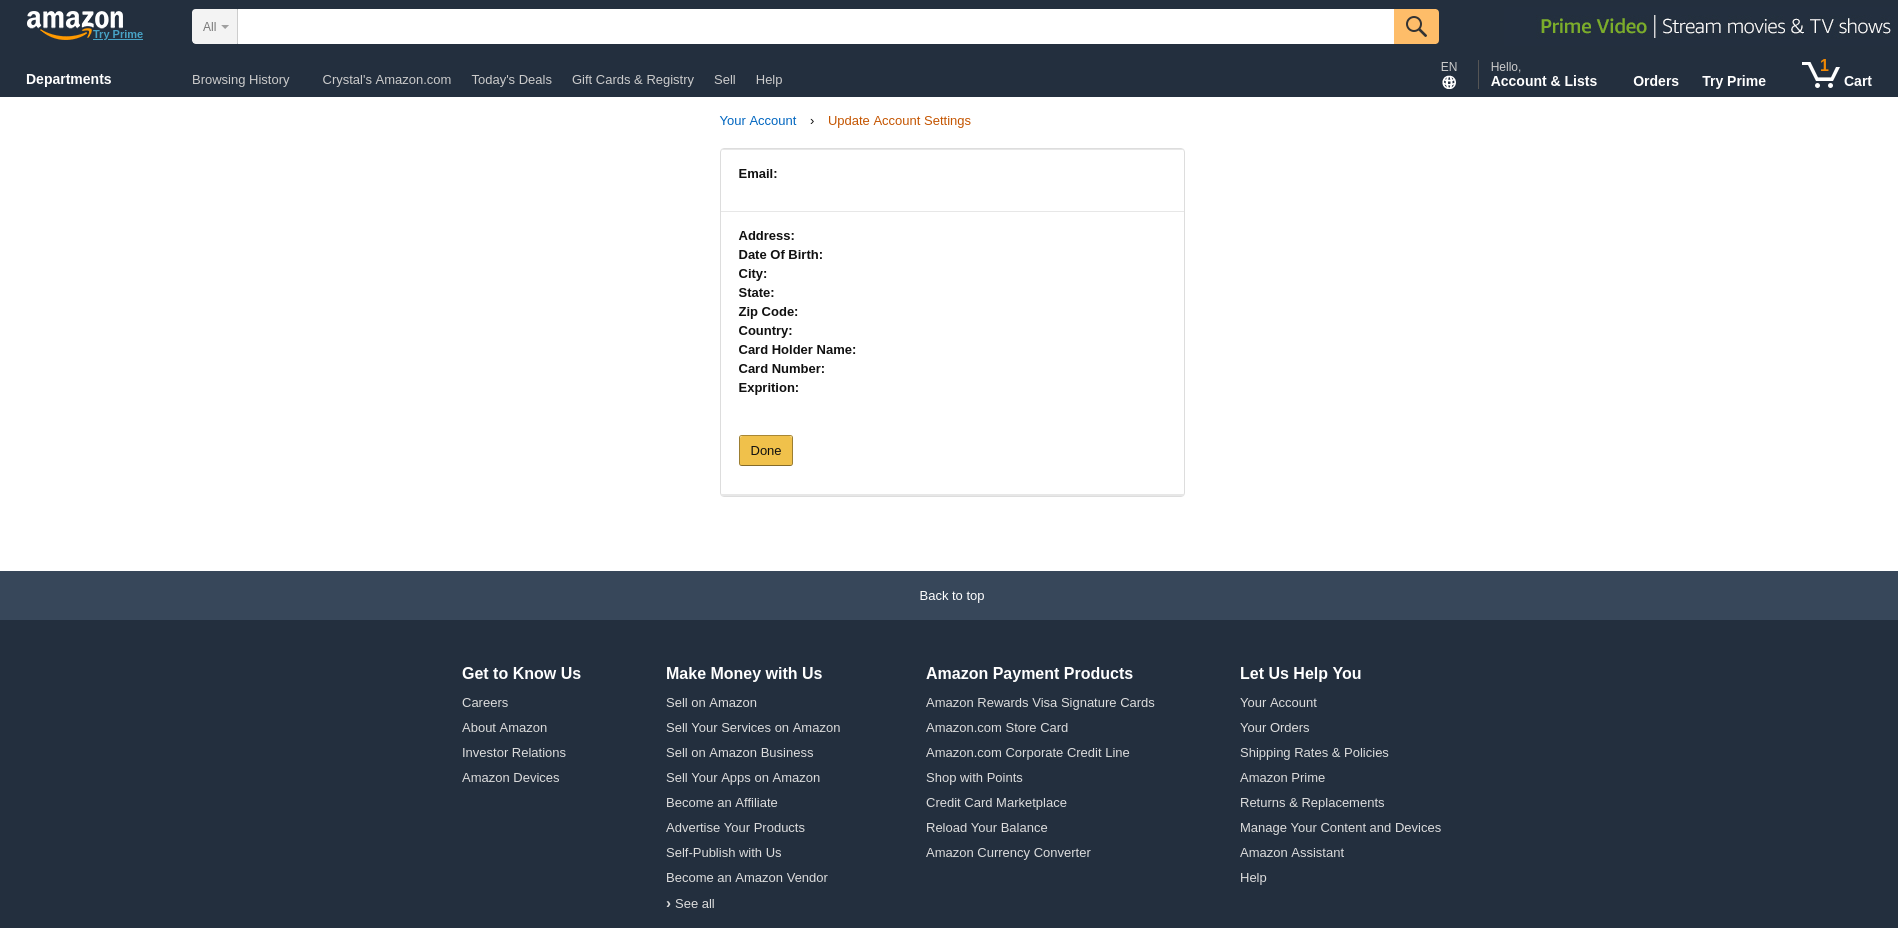 amazon
Try Prime
All
Prime Video | Stream movies & TV shows
Departments
Browsing History Crystal's Amazon.com Today's Deals Gift Cards & Registry Sell Help
EN
Hello,
Account & Lists Orders Try Prime 1 Cart
Your Account › Update Account Settings
Email:
Address:
Date Of Birth:
City:
State:
Zip Code:
Country:
Card Holder Name:
Card Number:
Exprition:
Done
Back to top
Get to Know Us
Careers
About Amazon
Investor Relations
Amazon Devices
Make Money with Us
Sell on Amazon
Sell Your Services on Amazon
Sell on Amazon Business
Sell Your Apps on Amazon
Become an Affiliate
Advertise Your Products
Self-Publish with Us
Become an Amazon Vendor
› See all
Amazon Payment Products
Amazon Rewards Visa Signature Cards
Amazon.com Store Card
Amazon.com Corporate Credit Line
Shop with Points
Credit Card Marketplace
Reload Your Balance
Amazon Currency Converter
Let Us Help You
Your Account
Your Orders
Shipping Rates & Policies
Amazon Prime
Returns & Replacements
Manage Your Content and Devices
Amazon Assistant
Help